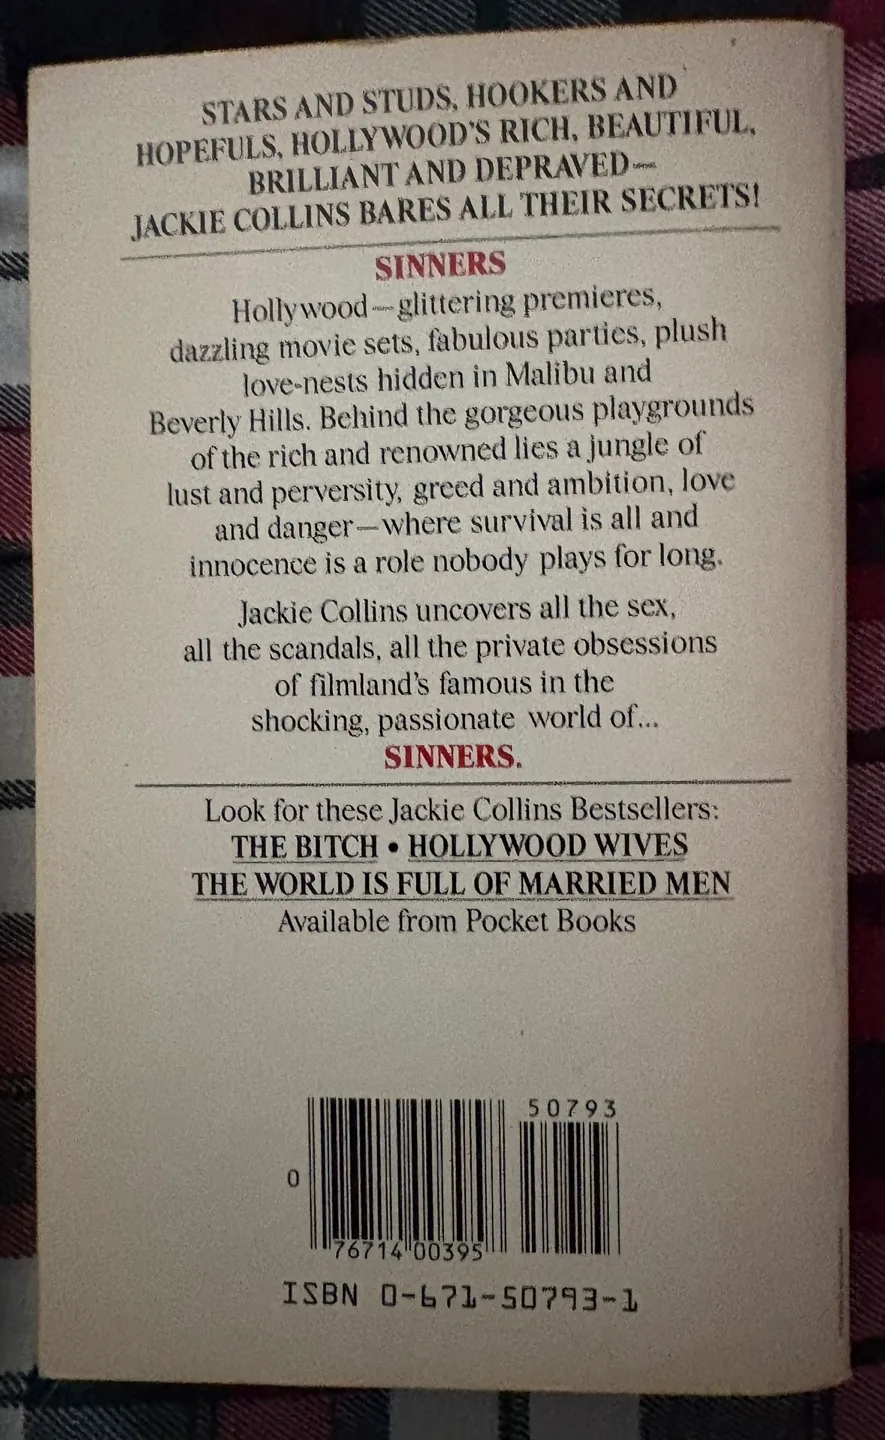 STARS AND STUDS, HOOKERS AND
HOPEFULS, HOLLYWOOD'S RICH, BEAUTIFUL,
BRILLIANT AND DEPRAVED—
JACKIE COLLINS BARES ALL THEIR SECRETS!
SINNERS
Hollywood—glittering premieres,
dazzling movie sets, fabulous parties, plush
love-nests hidden in Malibu and
Beverly Hills. Behind the gorgeous playgrounds
of the rich and renowned lies a jungle of
lust and perversity, greed and ambition, love
and danger—where survival is all and
innocence is a role nobody plays for long.
Jackie Collins uncovers all the sex,
all the scandals, all the private obsessions
of filmland's famous in the
shocking, passionate world of...
SINNERS.
Look for these Jackie Collins Bestsellers:
THE BITCH • HOLLYWOOD WIVES
THE WORLD IS FULL OF MARRIED MEN
Available from Pocket Books
50793
0
76714 00395
ISBN 0-671-50793-1